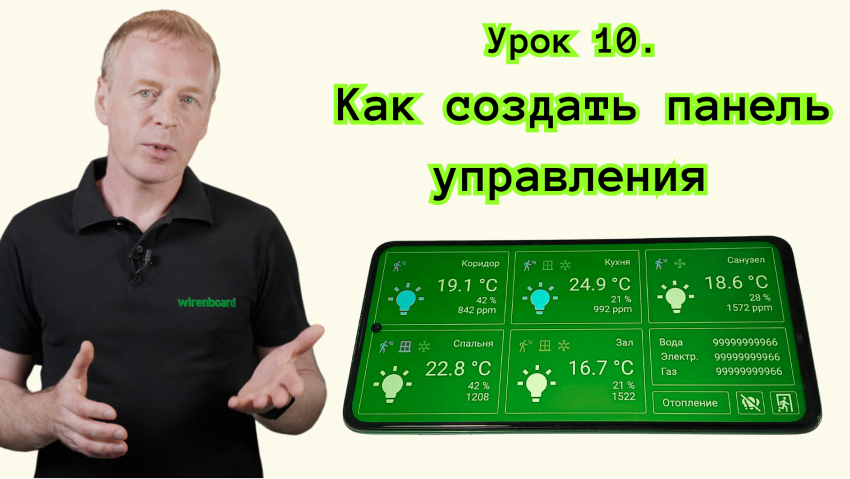 Урок 10.
Как создать панель
управления
wirenboard
Коридор
19.1 °C
42 %
842 ppm
Кухня
24.9 °C
21 %
992 ppm
Санузел
18.6 °C
28 %
1572 ppm
Спальня
22.8 °C
42 %
1208
Зал
16.7 °C
21 %
1522
Вода 99999999966
Электр. 99999999966
Газ 99999999966
Отопление